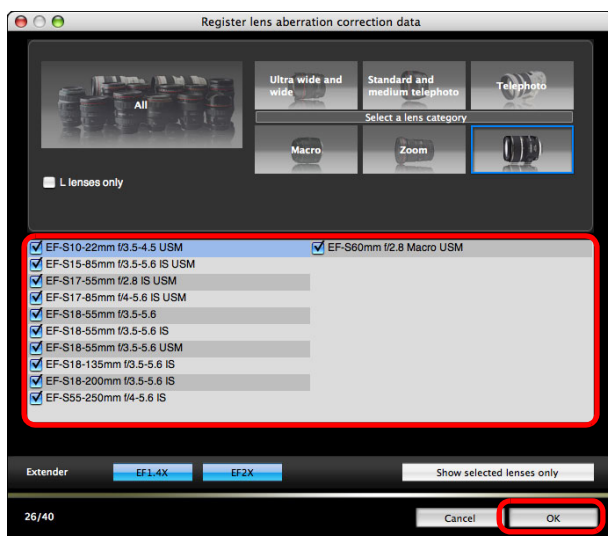 Register lens aberration correction data
All
Ultra wide and
wide
Standard and
medium telephoto
Telephoto
Select a lens category
Macro
Zoom
L lenses only
EF-S10-22mm f/3.5-4.5 USM
EF-S15-85mm f/3.5-5.6 IS USM
EF-S17-55mm f/2.8 IS USM
EF-S17-85mm f/4-5.6 IS USM
EF-S18-55mm f/3.5-5.6
EF-S18-55mm f/3.5-5.6 IS
EF-S18-55mm f/3.5-5.6 USM
EF-S18-135mm f/3.5-5.6 IS
EF-S18-200mm f/3.5-5.6 IS
EF-S55-250mm f/4-5.6 IS
EF-S60mm f/2.8 Macro USM
Extender
EF1.4X
EF2X
Show selected lenses only
26/40
Cancel
OK